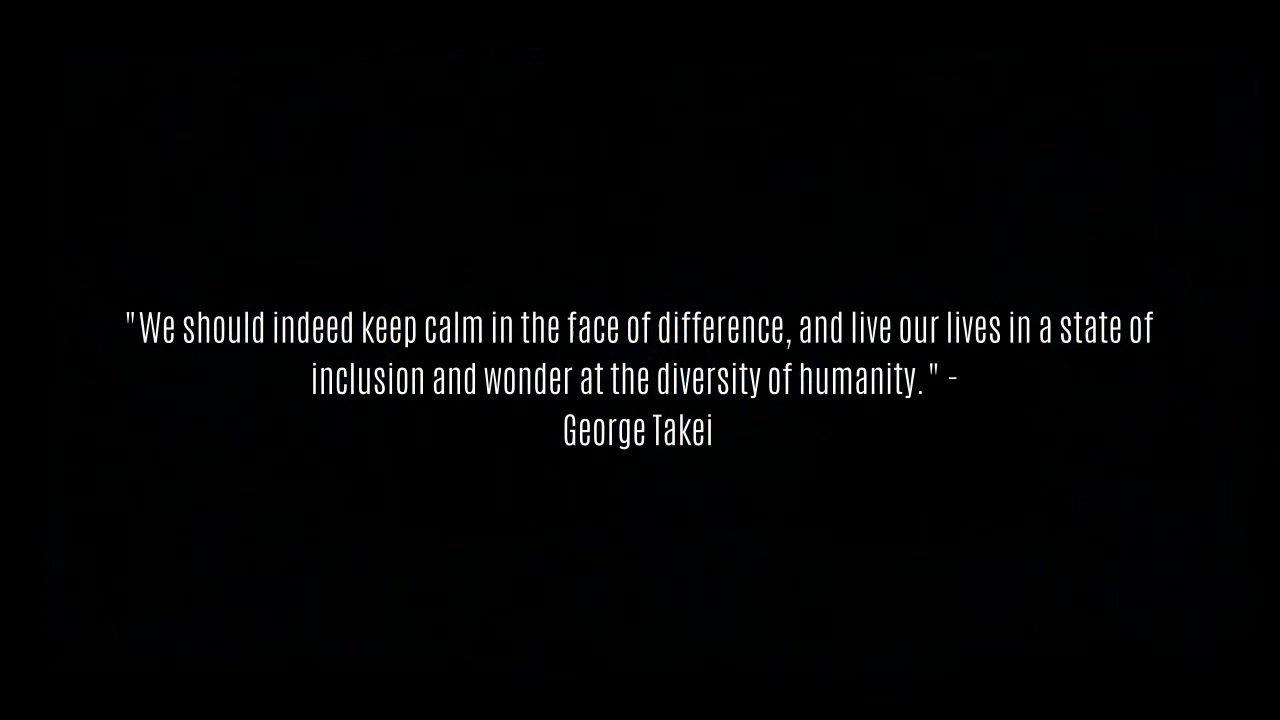 "We should indeed keep calm in the face of difference, and live our lives in a state of
inclusion and wonder at the diversity of humanity." -
George Takei